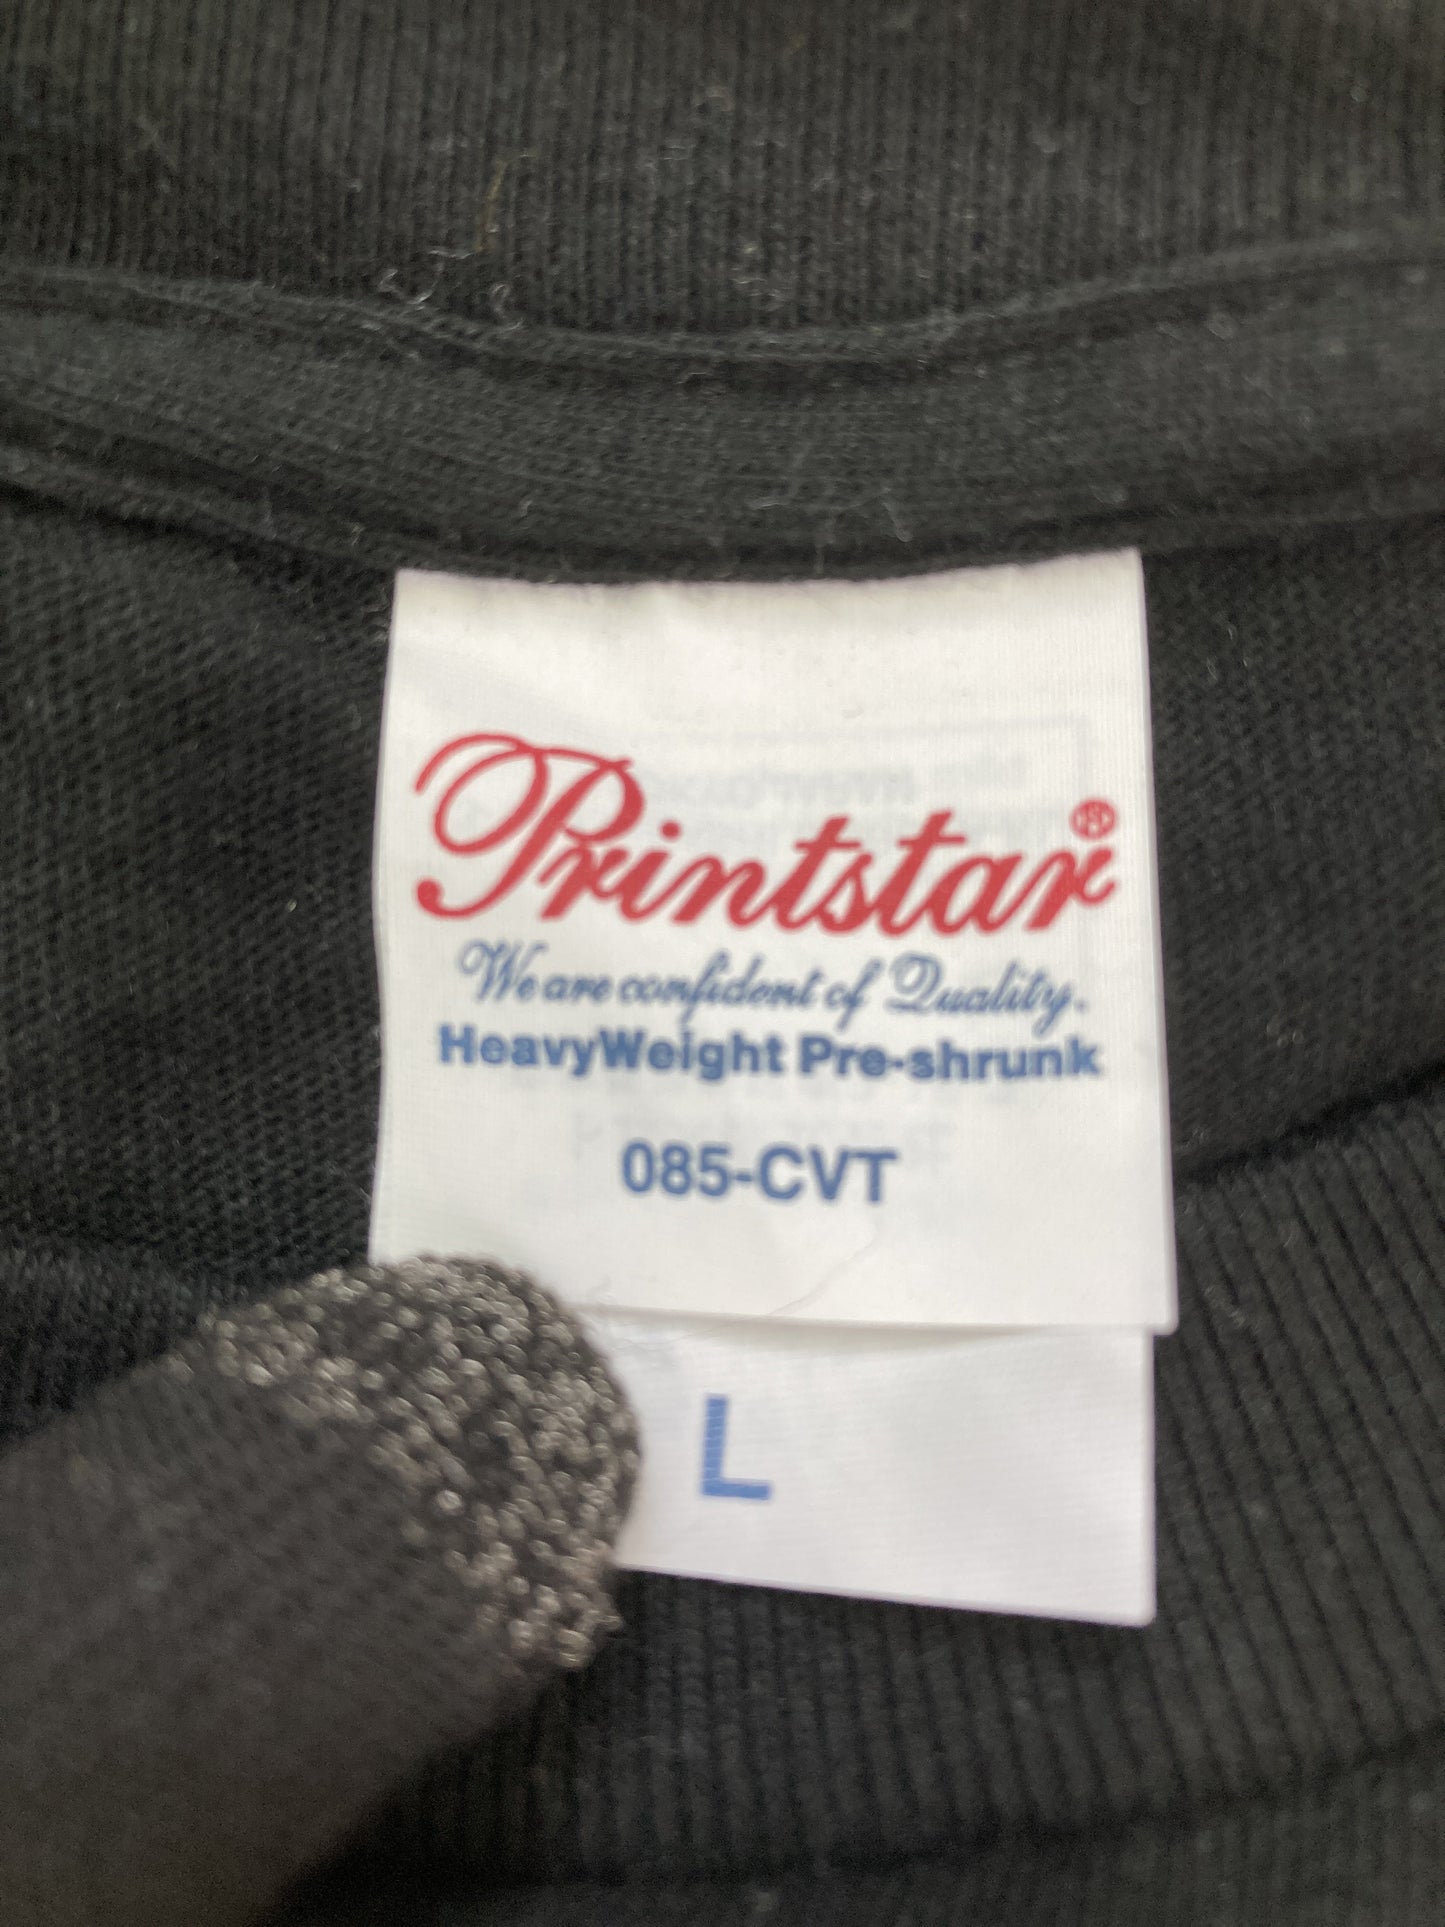 Printstar®
We are confident of Quality.
HeavyWeight Pre-shrunk
085-CVT
L